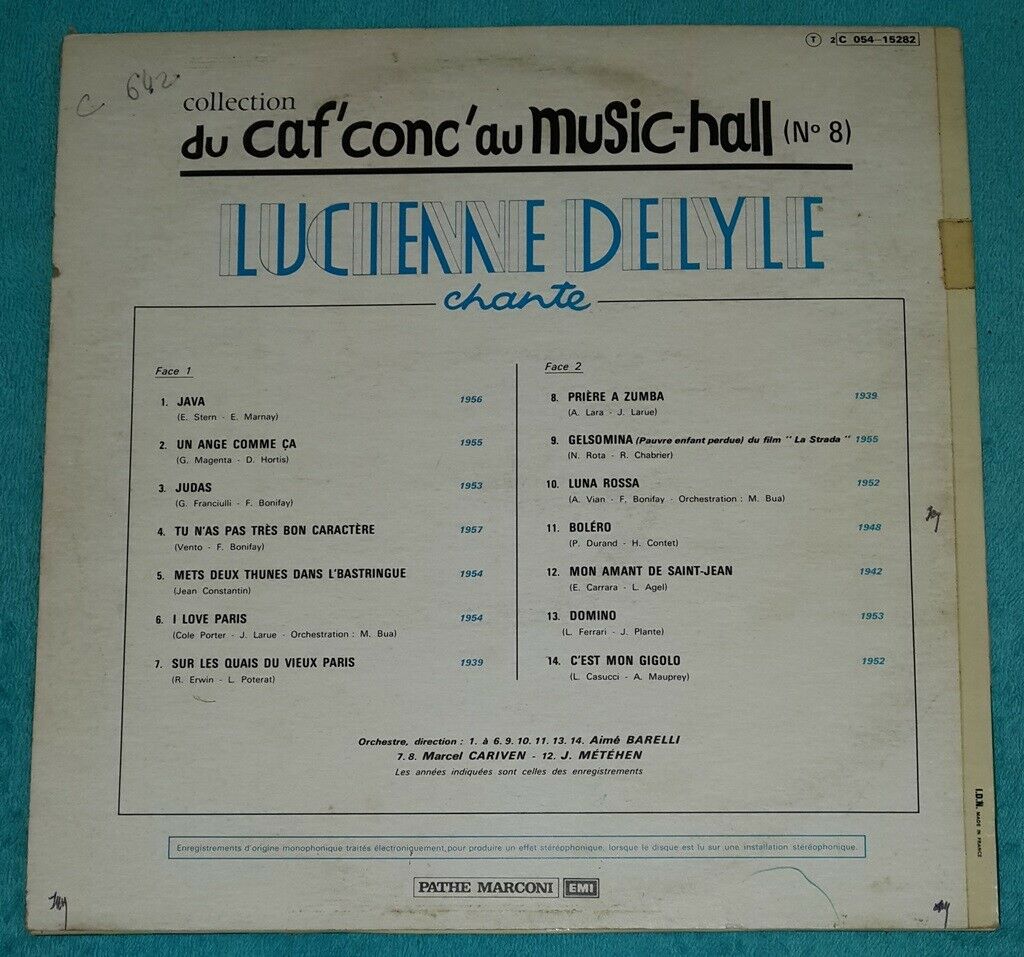 T 2 C 054-15282
C 642
collection
du caf'conc'au music-hall (Nº 8)
LUCIENNE DELYLE
chante
Face 1
1. JAVA 1956
(E. Stern - E. Marnay)
2. UN ANGE COMME ÇA 1955
(G. Magenta - D. Hortis)
3. JUDAS 1953
(G. Franciulli - F. Bonifay)
4. TU N'AS PAS TRÈS BON CARACTÈRE 1957
(Vento - F. Bonifay)
5. METS DEUX THUNES DANS L'BASTRINGUE 1954
(Jean Constantin)
6. I LOVE PARIS 1954
(Cole Porter - J. Larue - Orchestration : M. Bua)
7. SUR LES QUAIS DU VIEUX PARIS 1939
(R. Erwin - L. Poterat)
Face 2
8. PRIÈRE A ZUMBA 1939
(A. Lara - J. Larue)
9. GELSOMINA (Pauvre enfant perdue) du film " La Strada " 1955
(N. Rota - R. Chabrier)
10. LUNA ROSSA 1952
(A. Vian - F. Bonifay - Orchestration : M. Bua)
11. BOLÉRO 1948
(P. Durand - H. Contet)
12. MON AMANT DE SAINT-JEAN 1942
(E. Carrara - L. Agel)
13. DOMINO 1953
(L. Ferrari - J. Plante)
14. C'EST MON GIGOLO 1952
(L. Casucci - A. Mauprey)
Orchestre, direction : 1. à 6. 9. 10. 11. 13. 14. Aimé BARELLI
7. 8. Marcel CARIVEN - 12. J. MÉTÉHEN
Les années indiquées sont celles des enregistrements
Enregistrements d'origine monophonique traités électroniquement, pour produire un effet stéréophonique, lorsque le disque est lu sur une installation stéréophonique.
PATHE MARCONI EMI
I.D.N. MADE IN FRANCE